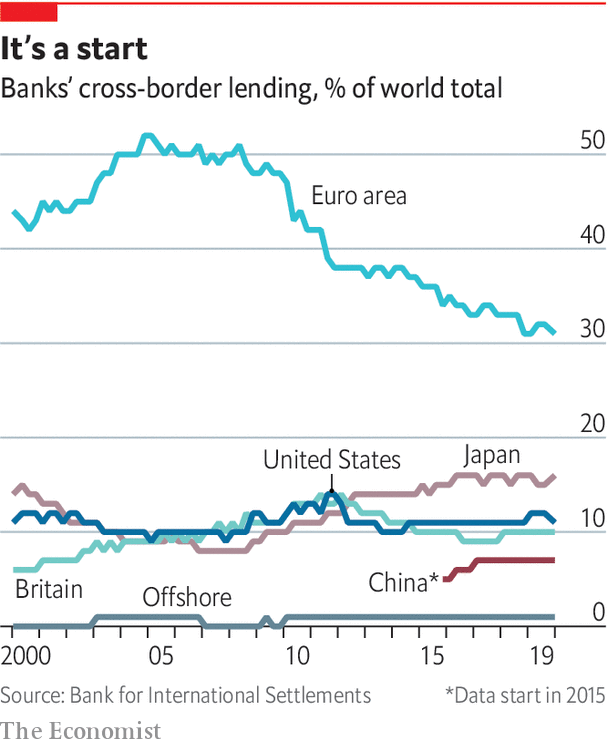 It's a start
Banks' cross-border lending, % of world total
50
Euro area
40
30
20
United States
Japan
10
Britain
Offshore
China*
0
2000 05 10 15 19
Source: Bank for International Settlements *Data start in 2015
The Economist